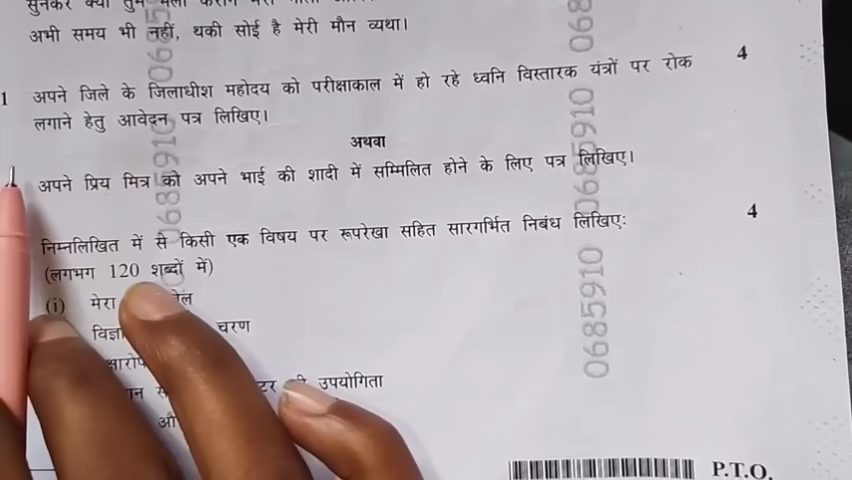 सुनकर क्या तुम भला
अभी समय भी नहीं, थकी सोई है मेरी मौन व्यथा।
1 अपने जिले के जिलाधीश महोदय को परीक्षाकाल में हो रहे ध्वनि विस्तारक यंत्रों पर रोक 4
लगाने हेतु आवेदन पत्र लिखिए।
अथवा
अपने प्रिय मित्र को अपने भाई की शादी में सम्मिलित होने के लिए पत्र लिखिए।
निम्नलिखित में से किसी एक विषय पर रूपरेखा सहित सारगर्भित निबंध लिखिए: 4
(लगभग 120 शब्दों में)
(i) मेरा
चरण
की उपयोगिता
P.T.O.
0685910
0685910
0685910